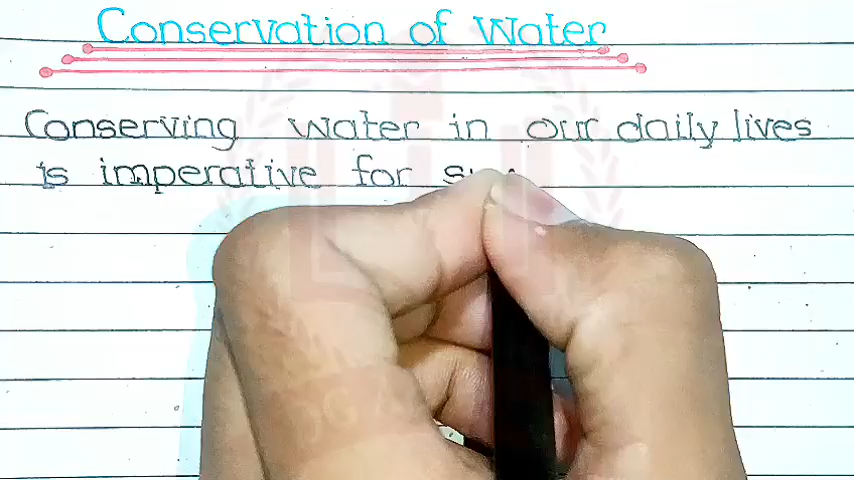 Conservation of Water
Conserving Water in our daily lives
is imperative for